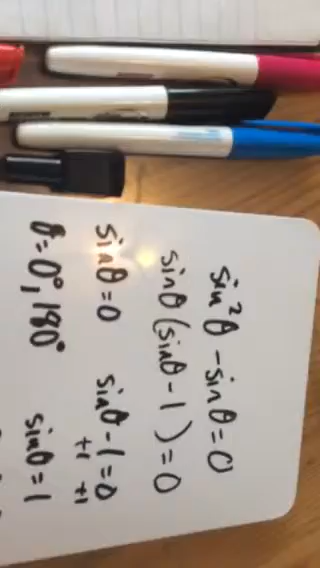 sin²θ - sinθ = 0
sinθ (sinθ - 1) = 0
sinθ = 0 sinθ - 1 = 0
+1 +1
θ = 0°, 180° sinθ = 1